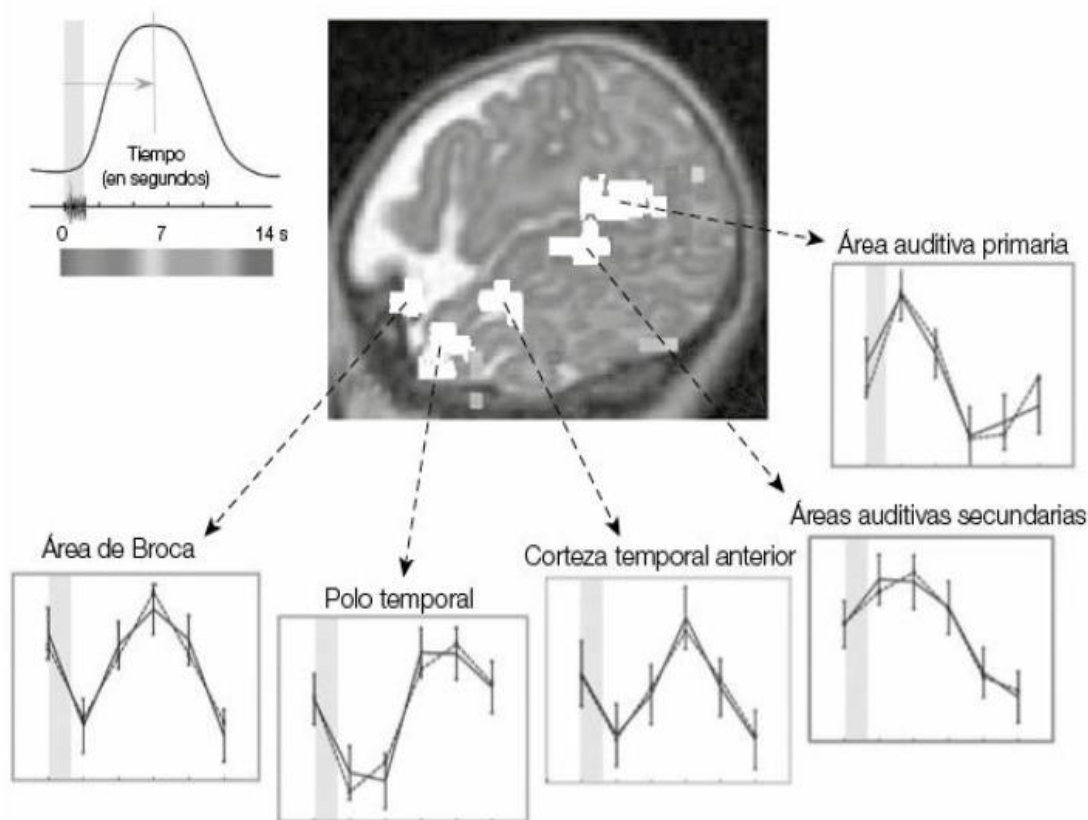 Tiempo
(en segundos)
0 7 14 s
Área auditiva primaria
Áreas auditivas secundarias
Corteza temporal anterior
Polo temporal
Área de Broca